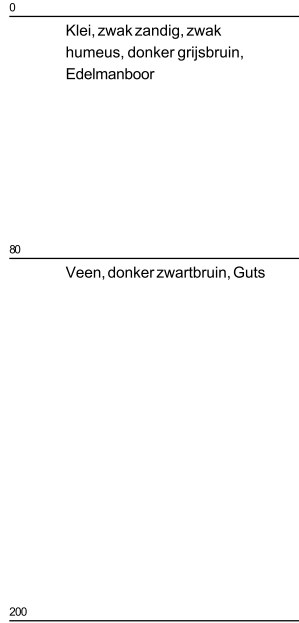 0
Klei, zwak zandig, zwak
humeus, donker grijsbruin,
Edelmanboor
80
Veen, donker zwartbruin, Guts
200